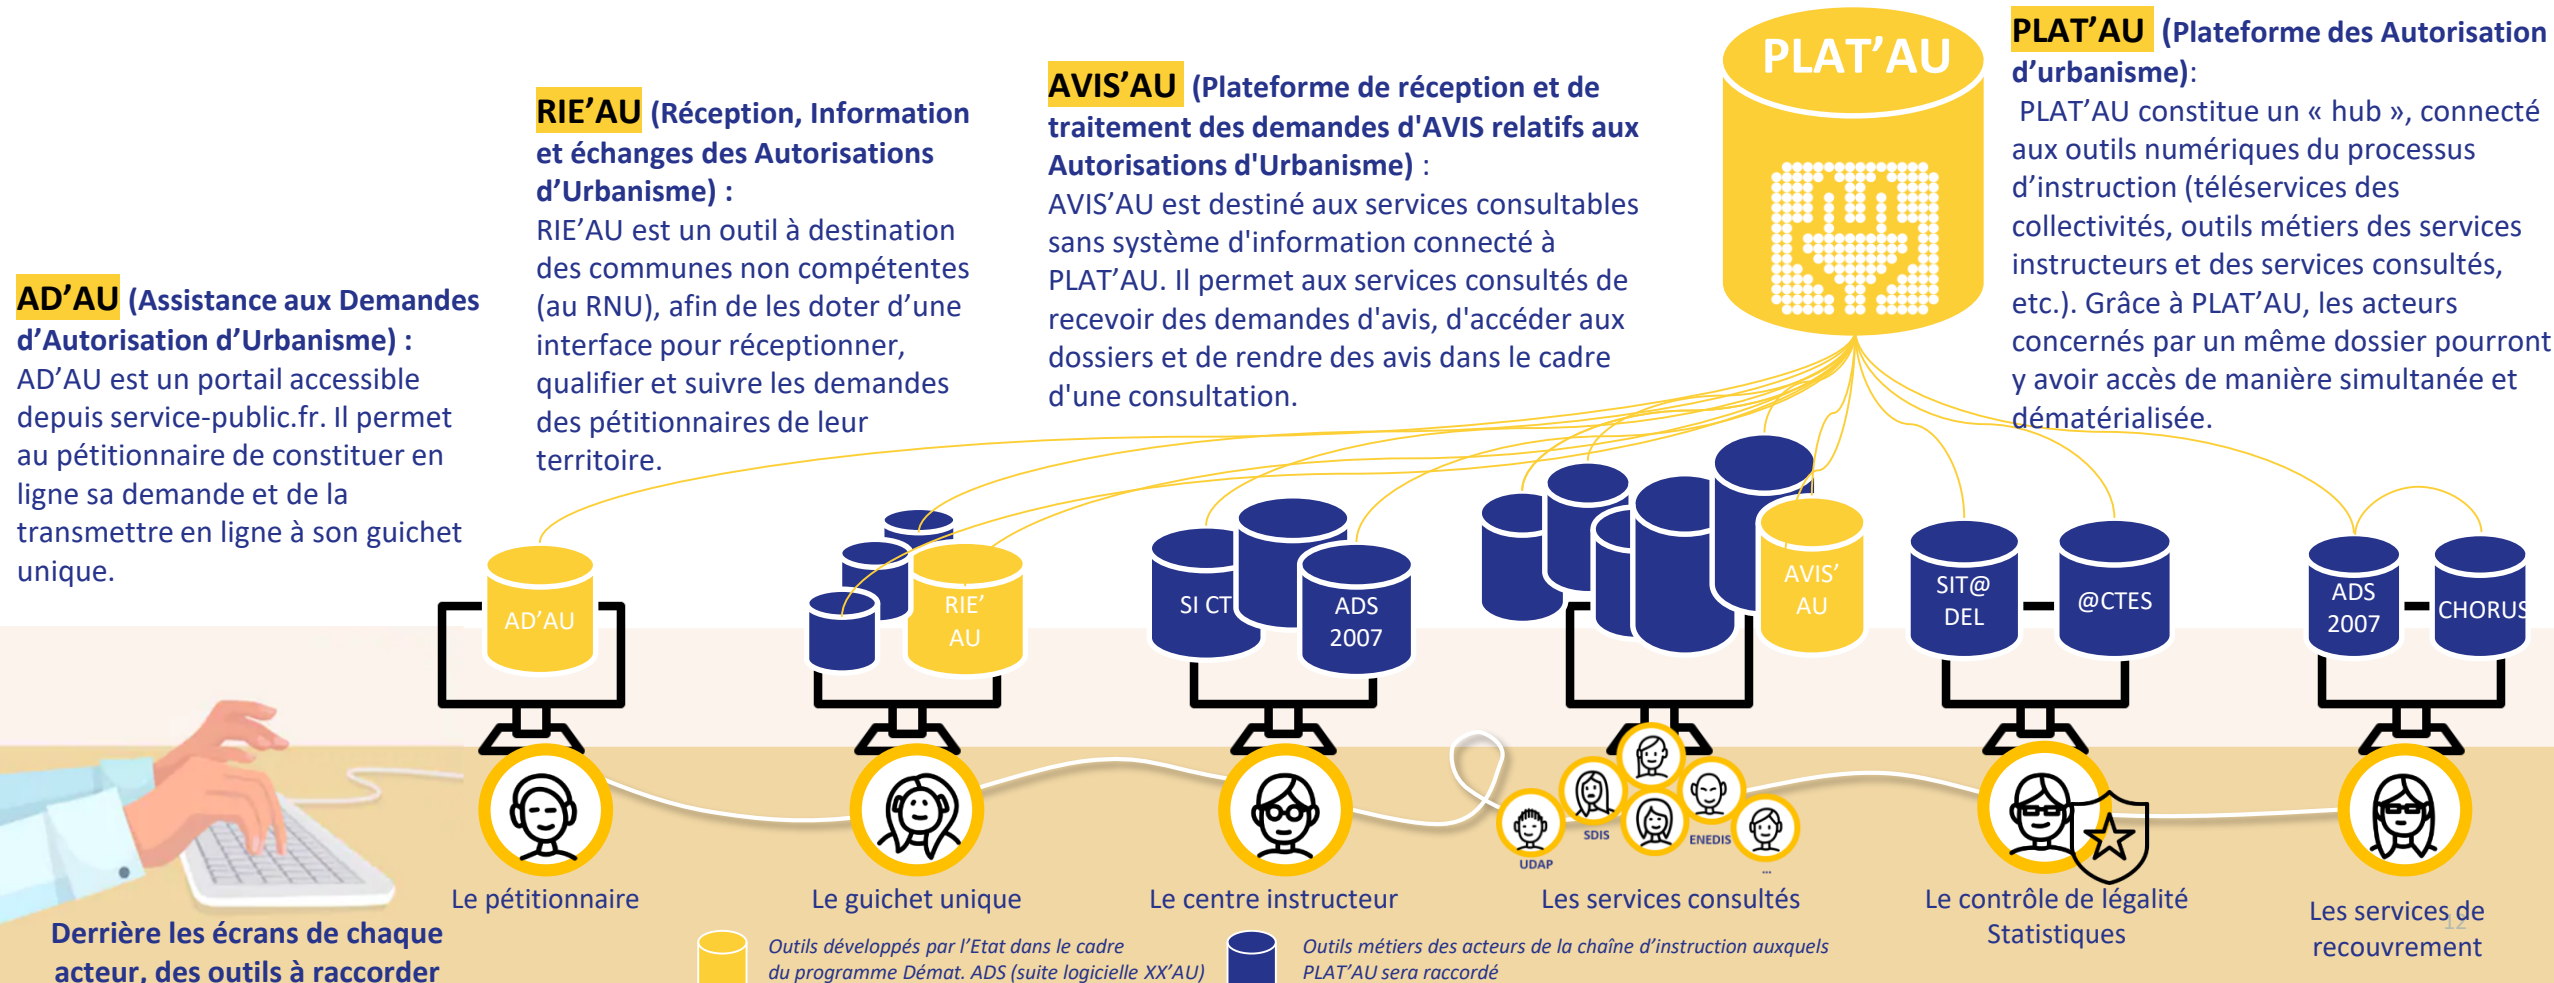 AD’AU (Assistance aux Demandes
d’Autorisation d’Urbanisme) :
AD’AU est un portail accessible
depuis service-public.fr. Il permet
au pétitionnaire de constituer en
ligne sa demande et de la
transmettre en ligne à son guichet
unique.
RIE’AU (Réception, Information
et échanges des Autorisations
d’Urbanisme) :
RIE’AU est un outil à destination
des communes non compétentes
(au RNU), afin de les doter d’une
interface pour réceptionner,
qualifier et suivre les demandes
des pétitionnaires de leur
territoire.
AVIS’AU (Plateforme de réception et de
traitement des demandes d'AVIS relatifs aux
Autorisations d'Urbanisme) :
AVIS’AU est destiné aux services consultables
sans système d'information connecté à
PLAT’AU. Il permet aux services consultés de
recevoir des demandes d'avis, d'accéder aux
dossiers et de rendre des avis dans le cadre
d'une consultation.
PLAT’AU
PLAT’AU (Plateforme des Autorisation
d’urbanisme):
PLAT’AU constitue un « hub », connecté
aux outils numériques du processus
d’instruction (téléservices des
collectivités, outils métiers des services
instructeurs et des services consultés,
etc.). Grâce à PLAT’AU, les acteurs
concernés par un même dossier pourront
y avoir accès de manière simultanée et
dématérialisée.
AD’AU
RIE’
AU
SI CT
ADS
2007
AVIS’
AU
SIT@
DEL
@CTES
ADS
2007
CHORUS
UDAP
SDIS
ENEDIS
...
Le pétitionnaire
Le guichet unique
Le centre instructeur
Les services consultés
Le contrôle de légalité
Statistiques
Les services de
recouvrement
12
Derrière les écrans de chaque
acteur, des outils à raccorder
Outils développés par l’Etat dans le cadre
du programme Démat. ADS (suite logicielle XX’AU)
Outils métiers des acteurs de la chaîne d’instruction auxquels
PLAT’AU sera raccordé